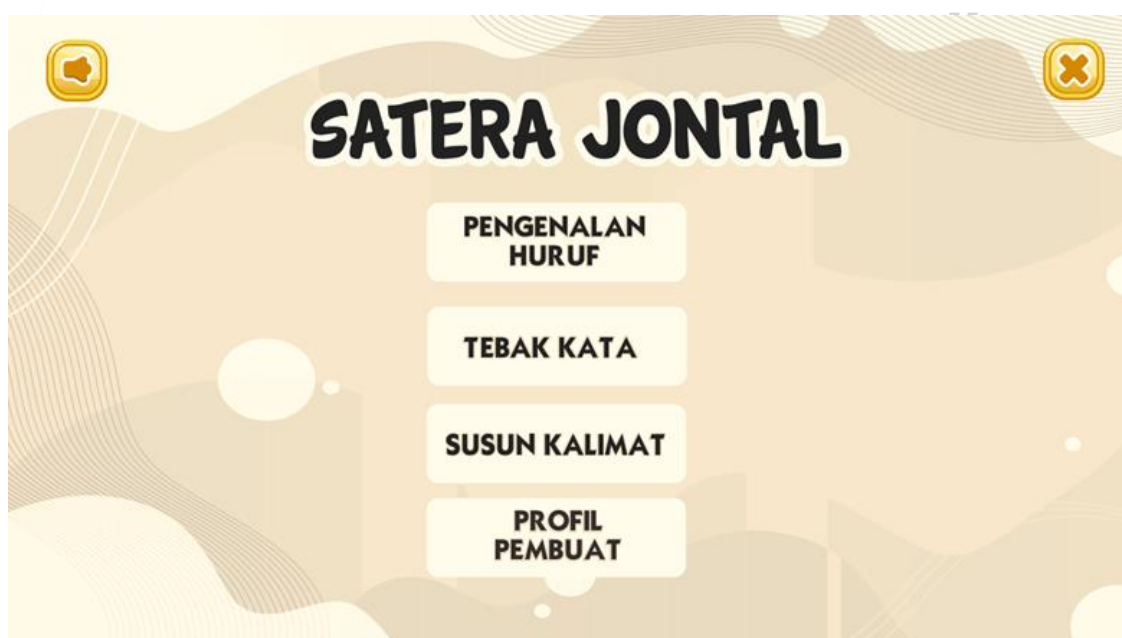 SATERA JONTAL
PENGENALAN
HURUF
TEBAK KATA
SUSUN KALIMAT
PROFIL
PEMBUAT